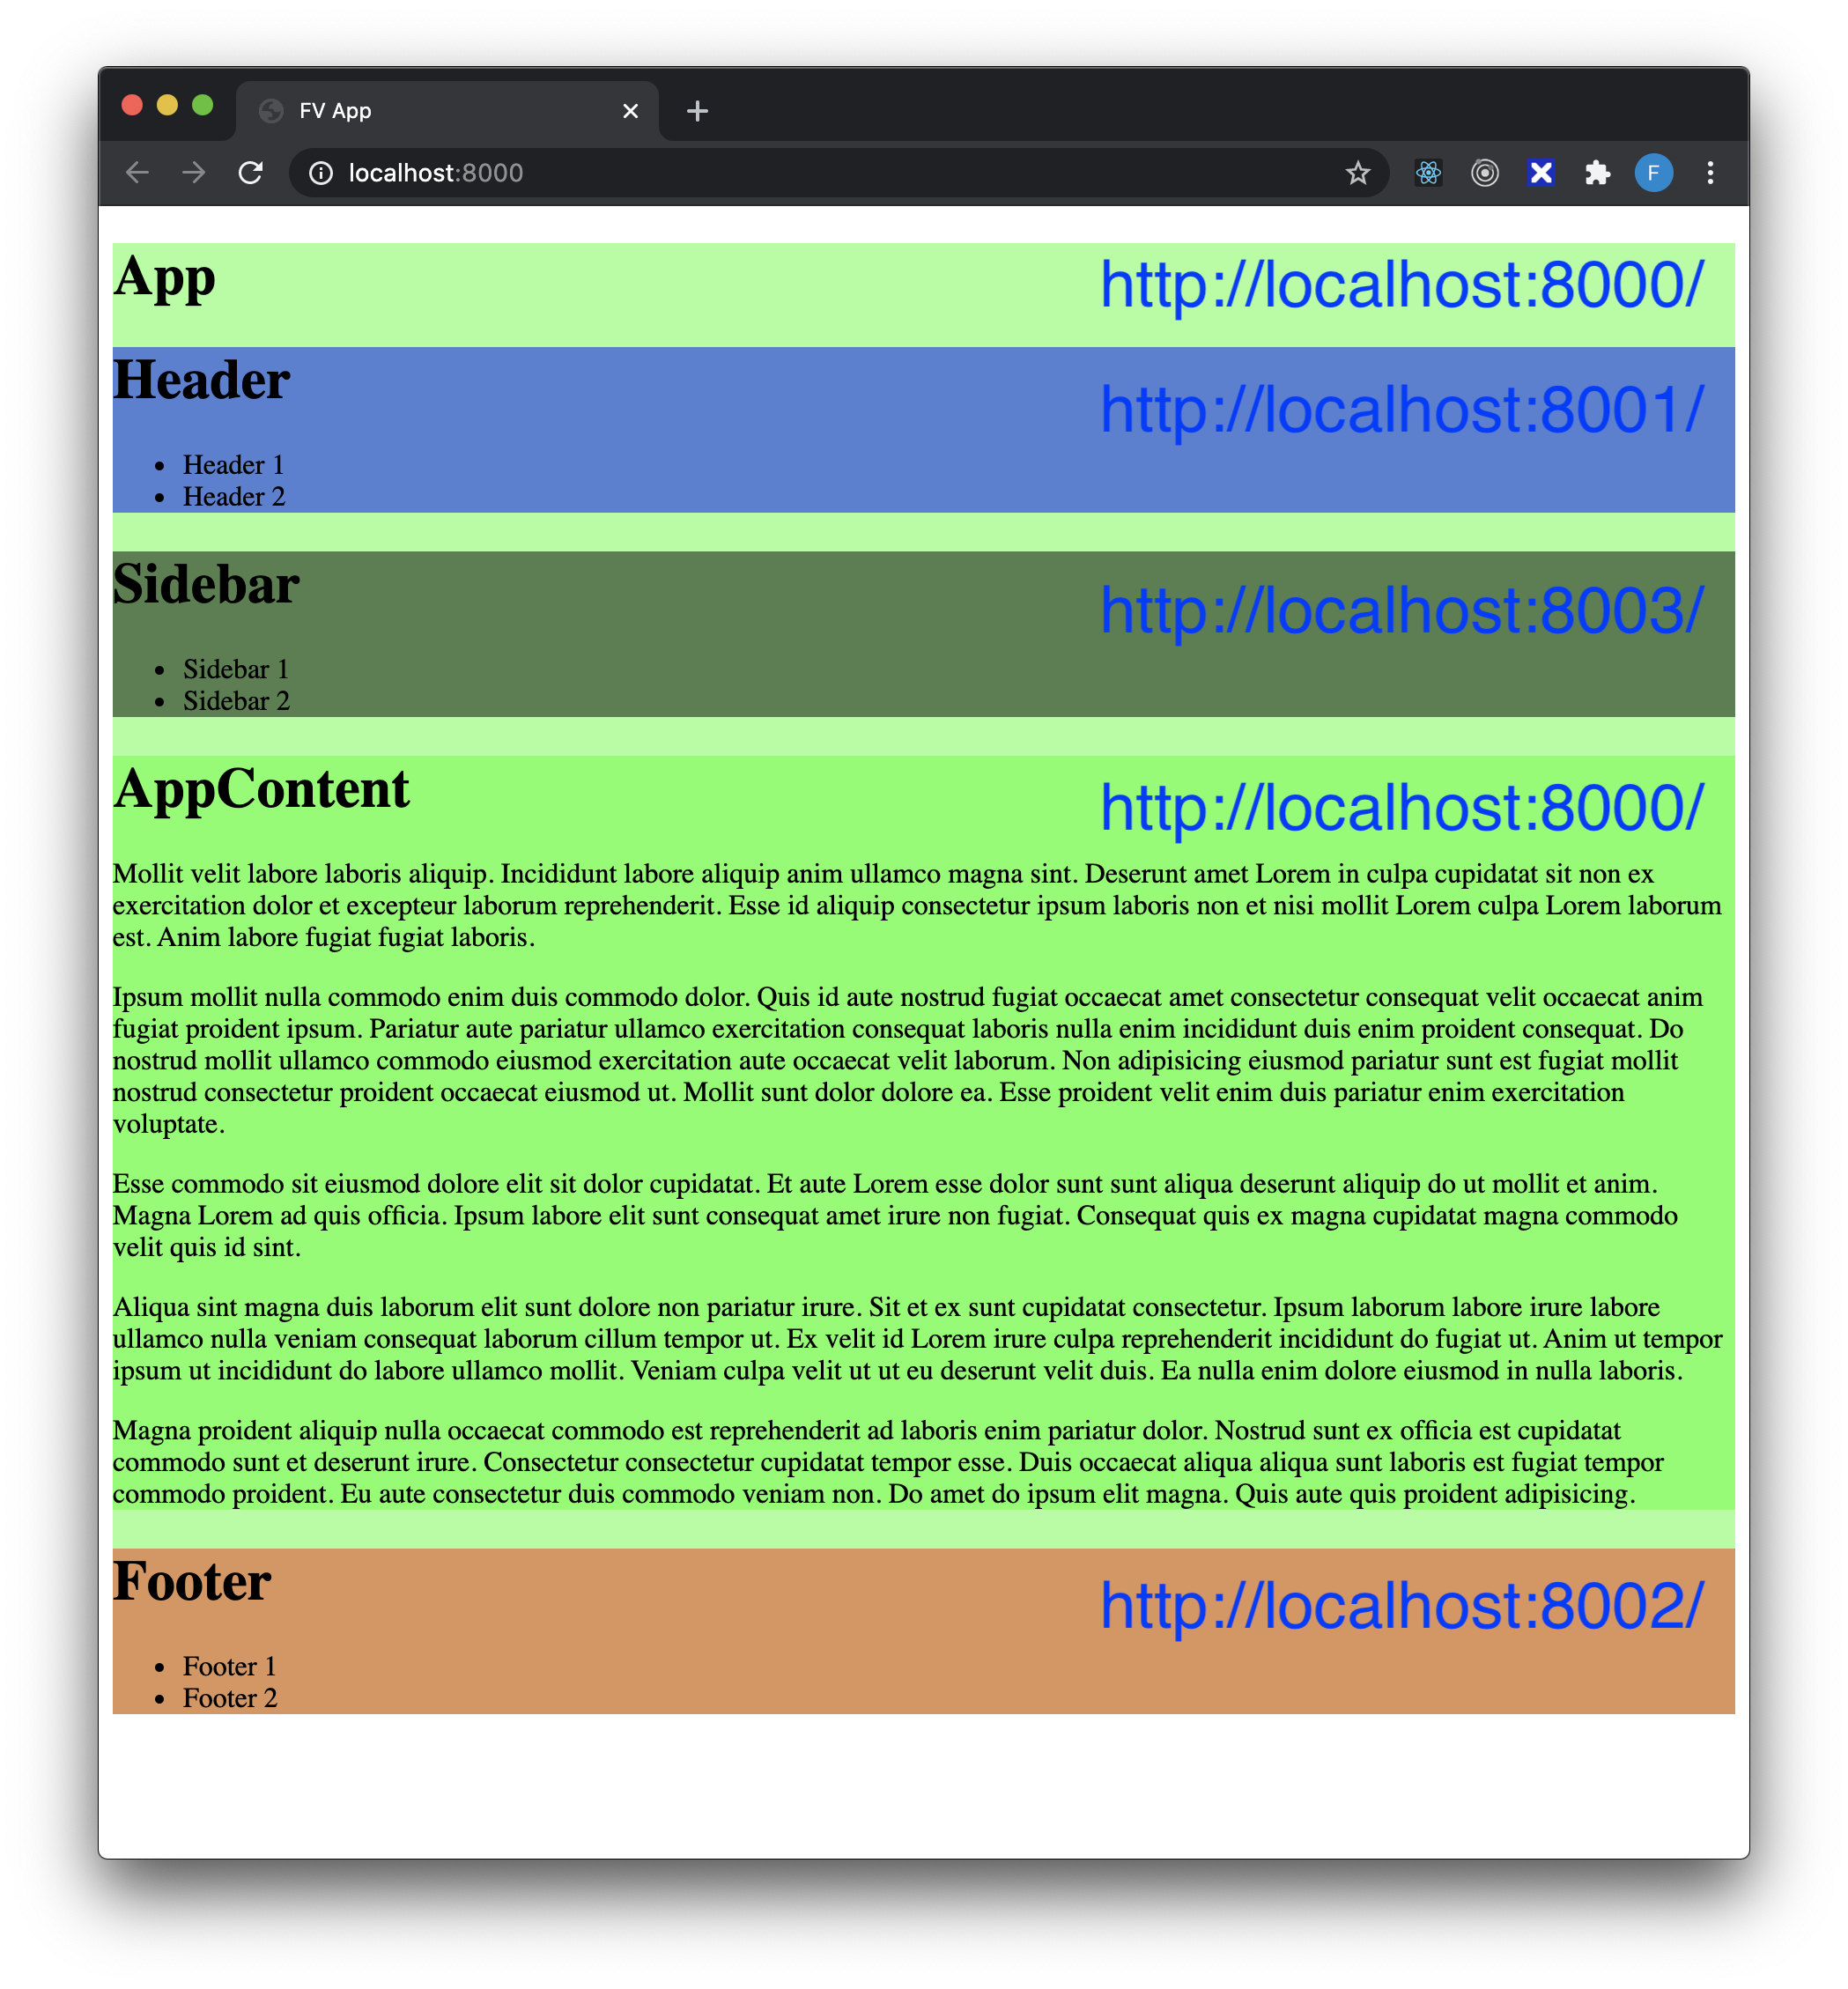 FV App
localhost:8000
F
App
http://localhost:8000/
Header
http://localhost:8001/
Header 1
Header 2
Sidebar
http://localhost:8003/
Sidebar 1
Sidebar 2
AppContent
http://localhost:8000/
Mollit velit labore laboris aliquip. Incididunt labore aliquip anim ullamco magna sint. Deserunt amet Lorem in culpa cupidatat sit non ex
exercitation dolor et excepteur laborum reprehenderit. Esse id aliquip consectetur ipsum laboris non et nisi mollit Lorem culpa Lorem laborum
est. Anim labore fugiat fugiat laboris.
Ipsum mollit nulla commodo enim duis commodo dolor. Quis id aute nostrud fugiat occaecat amet consectetur consequat velit occaecat anim
fugiat proident ipsum. Pariatur aute pariatur ullamco exercitation consequat laboris nulla enim incididunt duis enim proident consequat. Do
nostrud mollit ullamco commodo eiusmod exercitation aute occaecat velit laborum. Non adipisicing eiusmod pariatur sunt est fugiat mollit
nostrud consectetur proident occaecat eiusmod ut. Mollit sunt dolor dolore ea. Esse proident velit enim duis pariatur enim exercitation
voluptate.
Esse commodo sit eiusmod dolore elit sit dolor cupidatat. Et aute Lorem esse dolor sunt sunt aliqua deserunt aliquip do ut mollit et anim.
Magna Lorem ad quis officia. Ipsum labore elit sunt consequat amet irure non fugiat. Consequat quis ex magna cupidatat magna commodo
velit quis id sint.
Aliqua sint magna duis laborum elit sunt dolore non pariatur irure. Sit et ex sunt cupidatat consectetur. Ipsum laborum labore irure labore
ullamco nulla veniam consequat laborum cillum tempor ut. Ex velit id Lorem irure culpa reprehenderit incididunt do fugiat ut. Anim ut tempor
ipsum ut incididunt do labore ullamco mollit. Veniam culpa velit ut ut eu deserunt velit duis. Ea nulla enim dolore eiusmod in nulla laboris.
Magna proident aliquip nulla occaecat commodo est reprehenderit ad laboris enim pariatur dolor. Nostrud sunt ex officia est cupidatat
commodo sunt et deserunt irure. Consectetur consectetur cupidatat tempor esse. Duis occaecat aliqua aliqua sunt laboris est fugiat tempor
commodo proident. Eu aute consectetur duis commodo veniam non. Do amet do ipsum elit magna. Quis aute quis proident adipisicing.
Footer
http://localhost:8002/
Footer 1
Footer 2